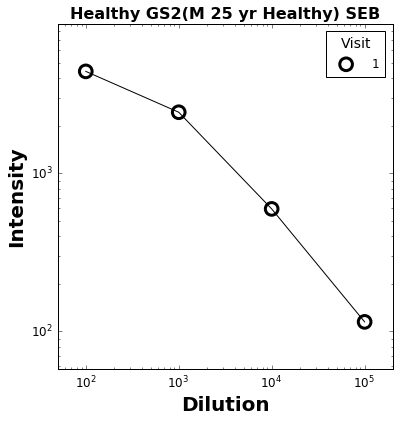 Healthy GS2(M 25 yr Healthy) SEB
Visit
1
Intensity
10³
10²
10² 10³ 10⁴ 10⁵
Dilution